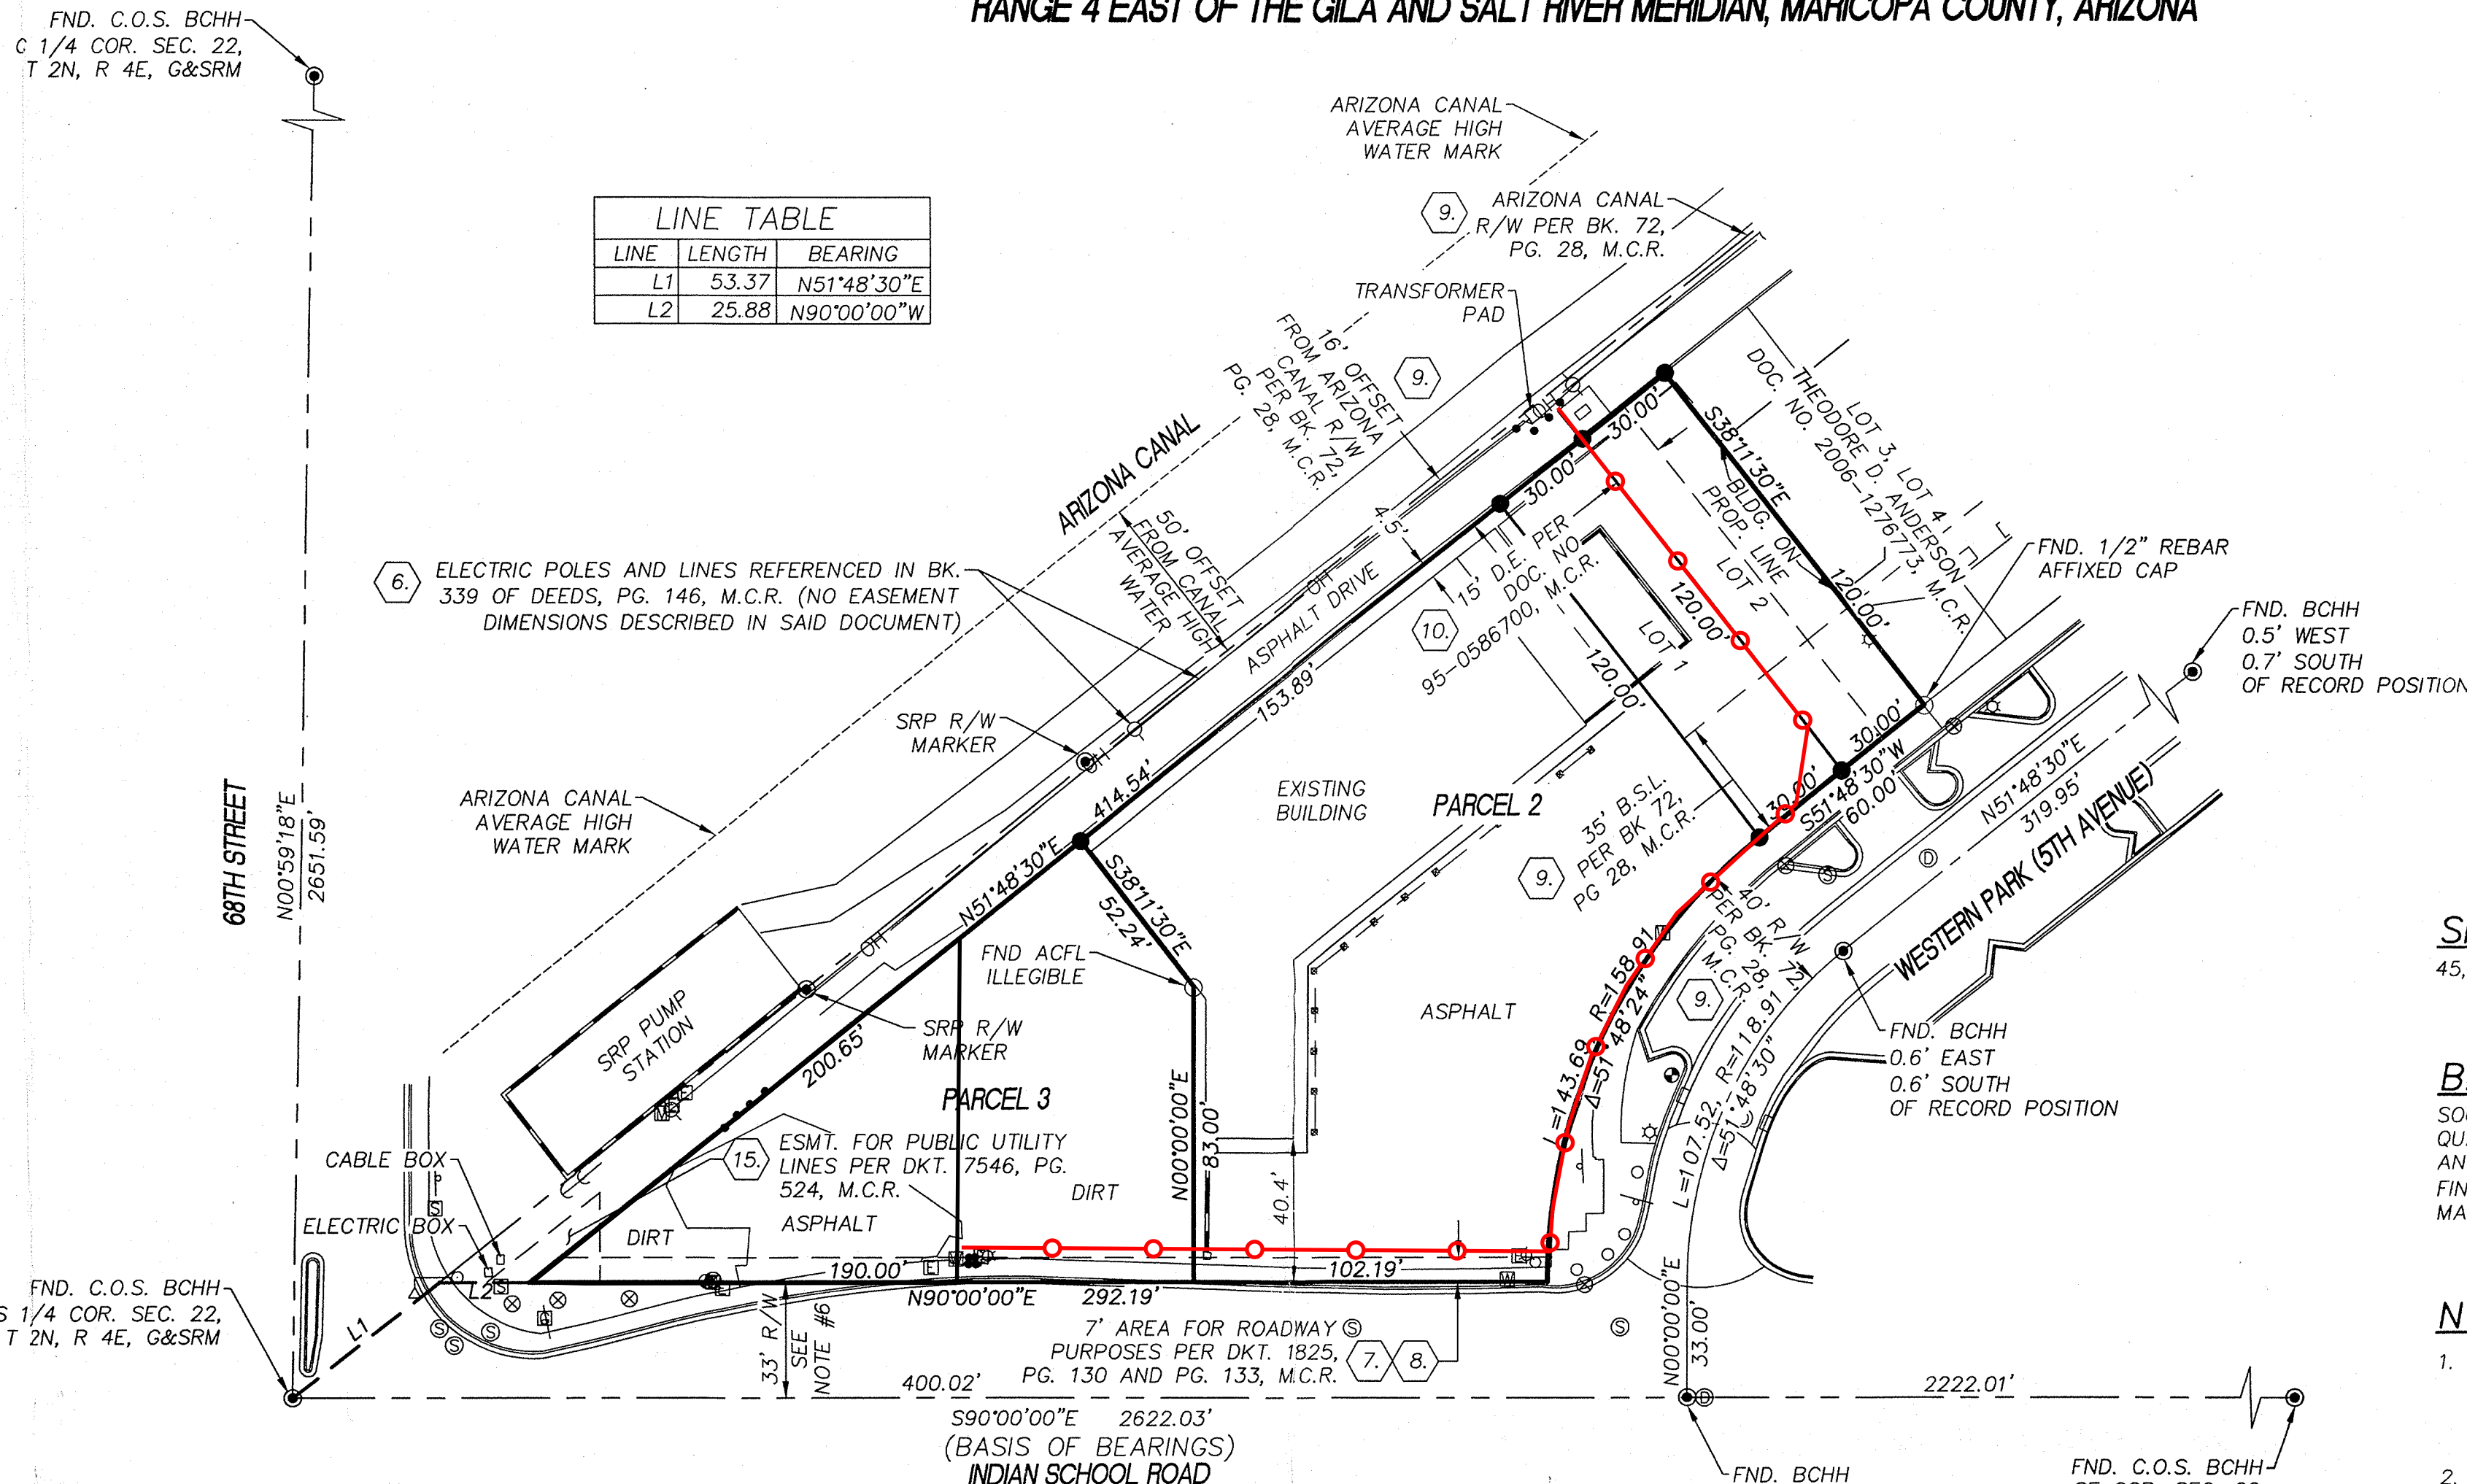 RANGE 4 EAST OF THE GILA AND SALT RIVER MERIDIAN, MARICOPA COUNTY, ARIZONA
FND. C.O.S. BCHH
C 1/4 COR. SEC. 22,
T 2N, R 4E, G&SRM
LINE TABLE
LINE LENGTH BEARING
L1 53.37 N51°48'30"E
L2 25.88 N90°00'00"W
ARIZONA CANAL
AVERAGE HIGH
WATER MARK
9.
ARIZONA CANAL
R/W PER BK. 72,
PG. 28, M.C.R.
TRANSFORMER
PAD
16' OFFSET
FROM ARIZONA
CANAL R/W
PER BK. 72,
PG. 28, M.C.R.
9.
ARIZONA CANAL
50' OFFSET
FROM CANAL
AVERAGE HIGH
WATER
6.
ELECTRIC POLES AND LINES REFERENCED IN BK.
339 OF DEEDS, PG. 146, M.C.R. (NO EASEMENT
DIMENSIONS DESCRIBED IN SAID DOCUMENT)
OH
ASPHALT DRIVE
4.5'
153.89'
30.00'
30.00'
S38°11'30"E
120.00'
BLDG. ON
PROP. LINE
LOT 2
LOT 3, LOT 4
THEODORE D. ANDERSON
DOC. NO. 2006-1276773, M.C.R.
FND. 1/2" REBAR
AFFIXED CAP
FND. BCHH
0.5' WEST
0.7' SOUTH
OF RECORD POSITION
10.
15' D.E. PER
DOC. NO
95-0586700, M.C.R.
LOT 1
120.00'
120.00'
SRP R/W
MARKER
OH
414.54'
N51°48'30"E
ARIZONA CANAL
AVERAGE HIGH
WATER MARK
68TH STREET
N00°59'18"E
2651.59'
EXISTING
BUILDING
PARCEL 2
35' B.S.L.
PER BK 72,
PG 28, M.C.R.
9.
30.00'
30.00'
S51°48'30"W
60.00'
N51°48'30"E
319.95'
WESTERN PARK (5TH AVENUE)
40' R/W
PER BK. 72,
PG. 28,
M.C.R.
9.
S38°11'30"E
52.24'
FND ACFL
ILLEGIBLE
OH
SRP PUMP
STATION
SRP R/W
MARKER
200.65'
PARCEL 3
ASPHALT
R=158.91
L=143.69
Δ=51°48'24"
L=107.52, R=118.91
Δ=51°48'30"
FND. BCHH
0.6' EAST
0.6' SOUTH
OF RECORD POSITION
CABLE BOX
ELECTRIC BOX
15.
ESMT. FOR PUBLIC UTILITY
LINES PER DKT. 7546, PG.
524, M.C.R.
DIRT
DIRT
ASPHALT
N00°00'00"E
83.00'
40.4'
190.00'
102.19'
N90°00'00"E 292.19'
L2
L1
FND. C.O.S. BCHH
S 1/4 COR. SEC. 22,
T 2N, R 4E, G&SRM
33' R/W
SEE
NOTE #6
7' AREA FOR ROADWAY
PURPOSES PER DKT. 1825,
PG. 130 AND PG. 133, M.C.R.
7. 8.
N00°00'00"E
33.00'
400.02'
2222.01'
S90°00'00"E 2622.03'
(BASIS OF BEARINGS)
INDIAN SCHOOL ROAD
FND. BCHH
FND. C.O.S. BCHH
45,
1.
2.